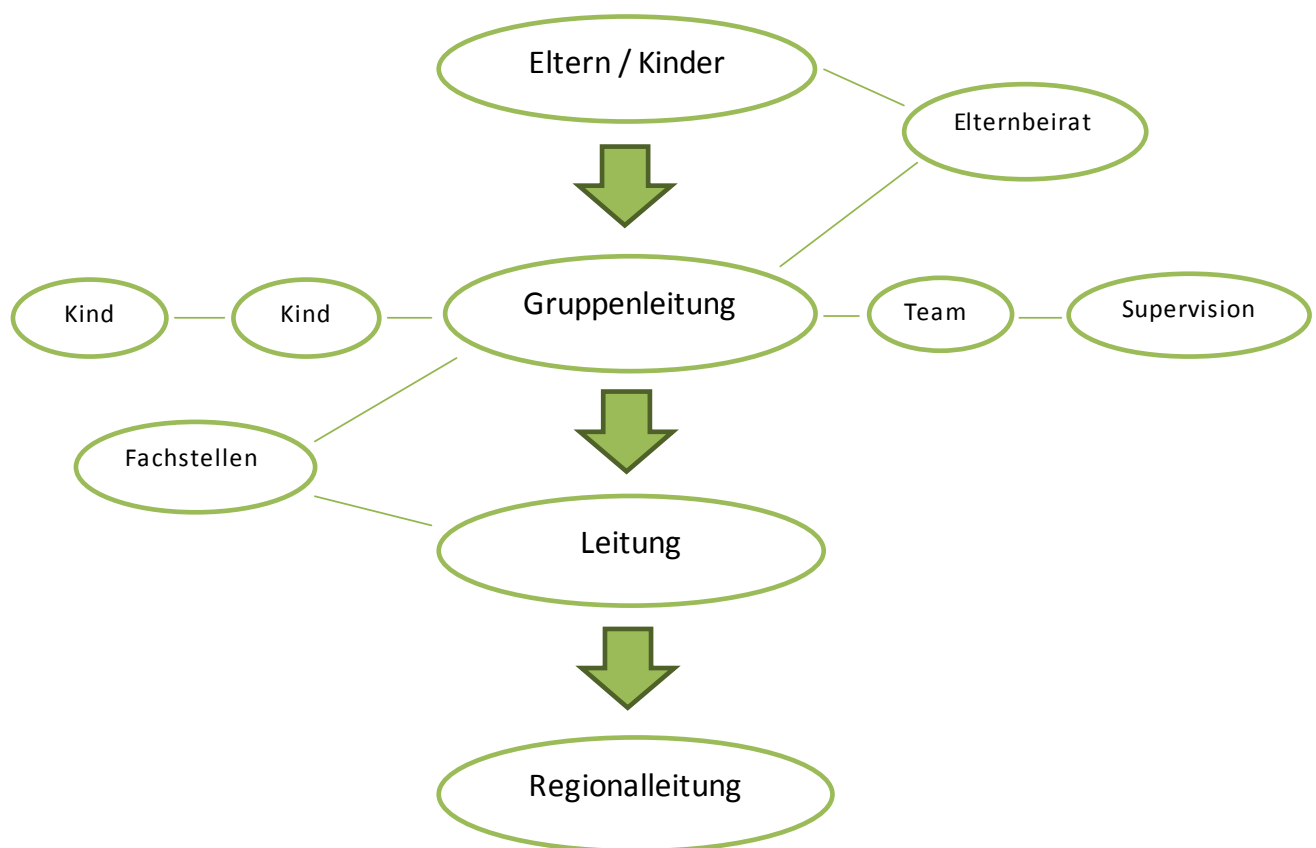 Eltern / Kinder
Elternbeirat
Kind
Kind
Gruppenleitung
Team
Supervision
Fachstellen
Leitung
Regionalleitung